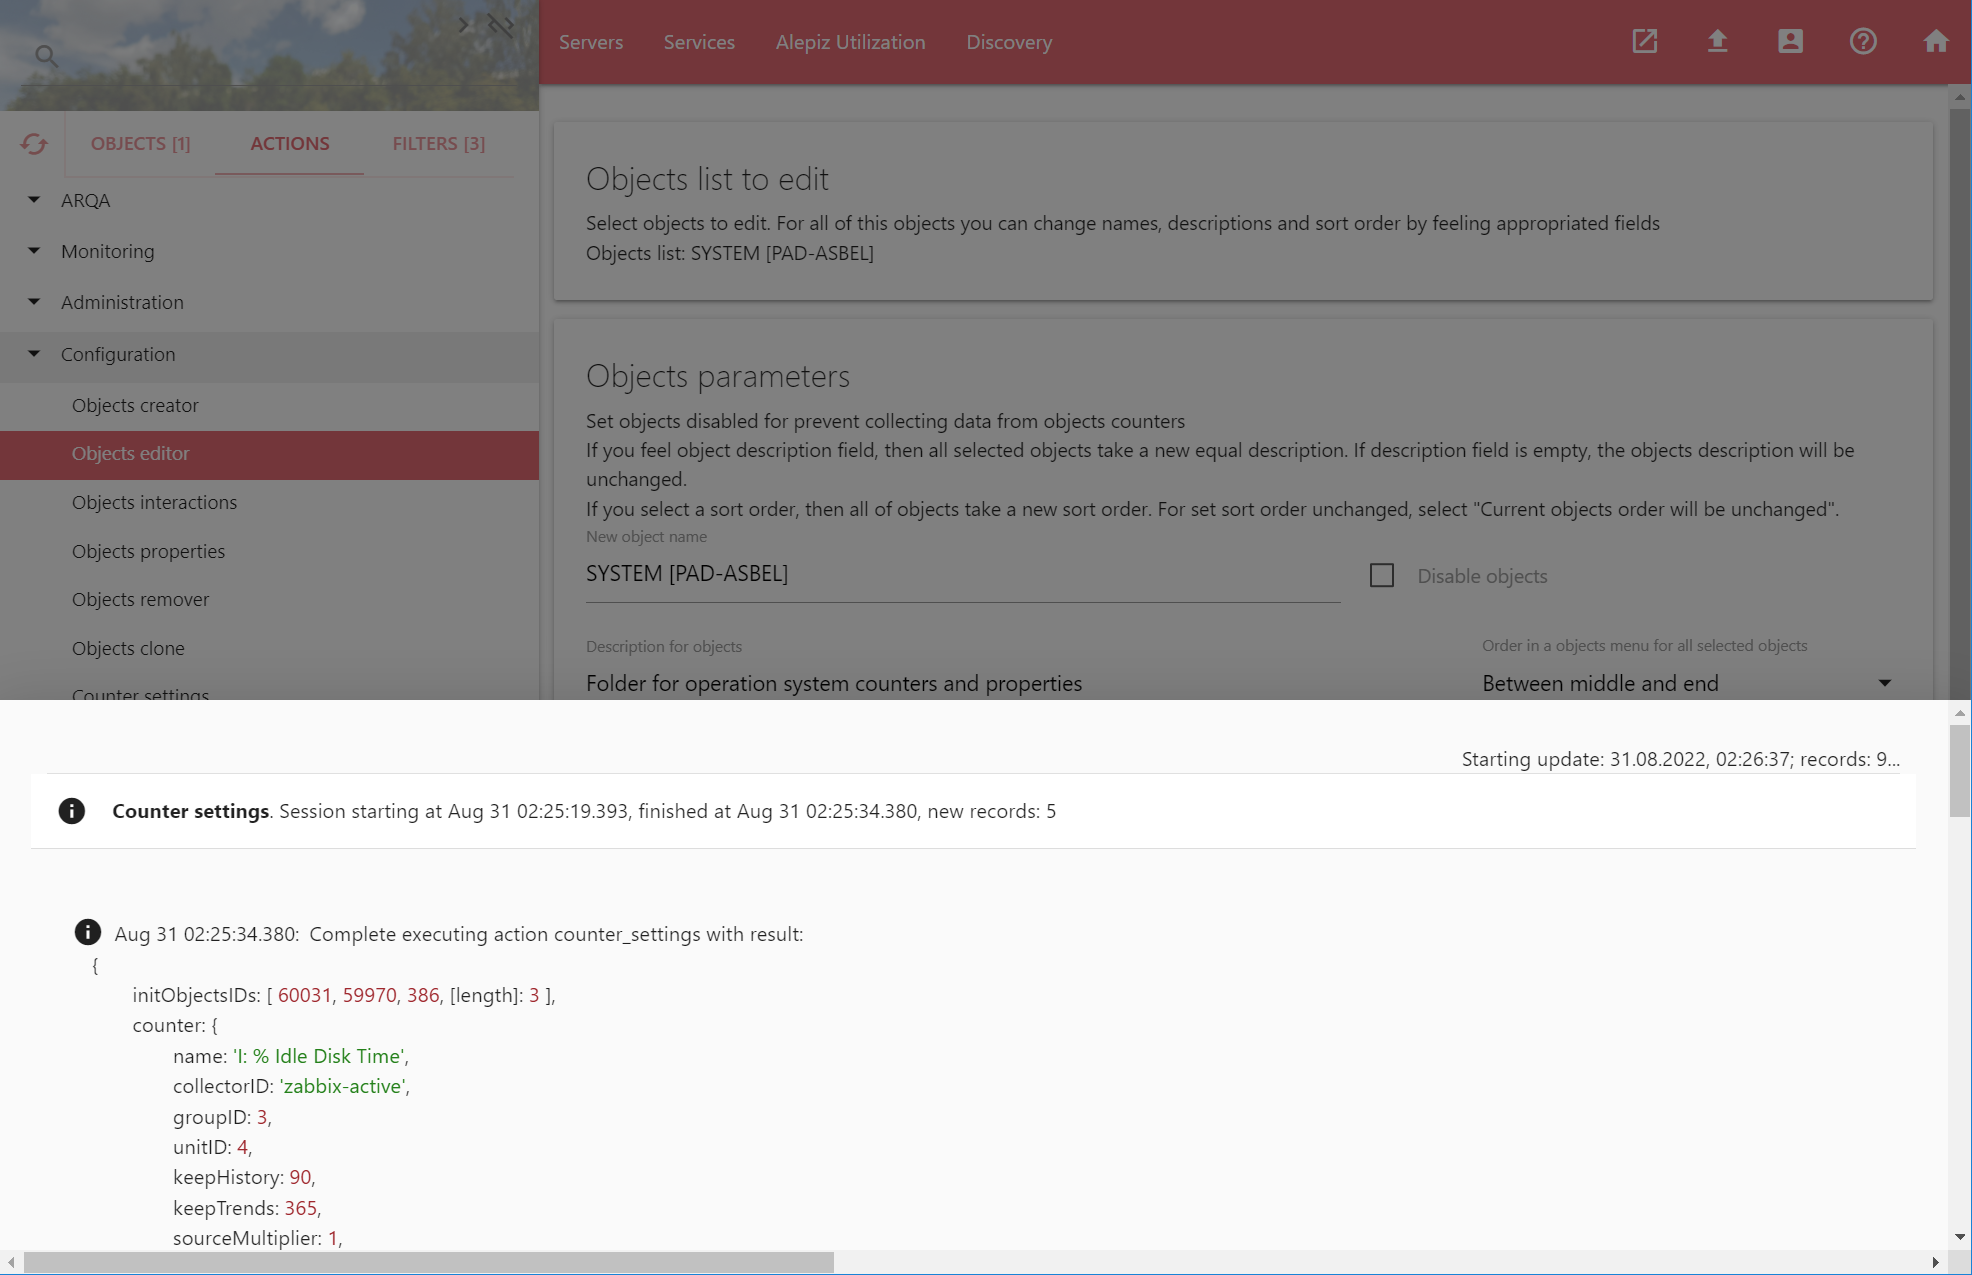 Servers
Services
Alepiz Utilization
Discovery
OBJECTS [1]
ACTIONS
FILTERS [3]
ARQA
Monitoring
Administration
Configuration
Objects creator
Objects editor
Objects interactions
Objects properties
Objects remover
Objects clone
Counter settings
Objects list to edit
Select objects to edit. For all of this objects you can change names, descriptions and sort order by feeling appropriated fields
Objects list: SYSTEM [PAD-ASBEL]
Objects parameters
Set objects disabled for prevent collecting data from objects counters
If you feel object description field, then all selected objects take a new equal description. If description field is empty, the objects description will be
unchanged.
If you select a sort order, then all of objects take a new sort order. For set sort order unchanged, select "Current objects order will be unchanged".
New object name
SYSTEM [PAD-ASBEL]
Disable objects
Description for objects
Folder for operation system counters and properties
Order in a objects menu for all selected objects
Between middle and end
Starting update: 31.08.2022, 02:26:37; records: 9...
Counter settings. Session starting at Aug 31 02:25:19.393, finished at Aug 31 02:25:34.380, new records: 5
Aug 31 02:25:34.380: Complete executing action counter_settings with result:
{
initObjectsIDs: [ 60031, 59970, 386, [length]: 3 ],
counter: {
name: 'I: % Idle Disk Time',
collectorID: 'zabbix-active',
groupID: 3,
unitID: 4,
keepHistory: 90,
keepTrends: 365,
sourceMultiplier: 1,